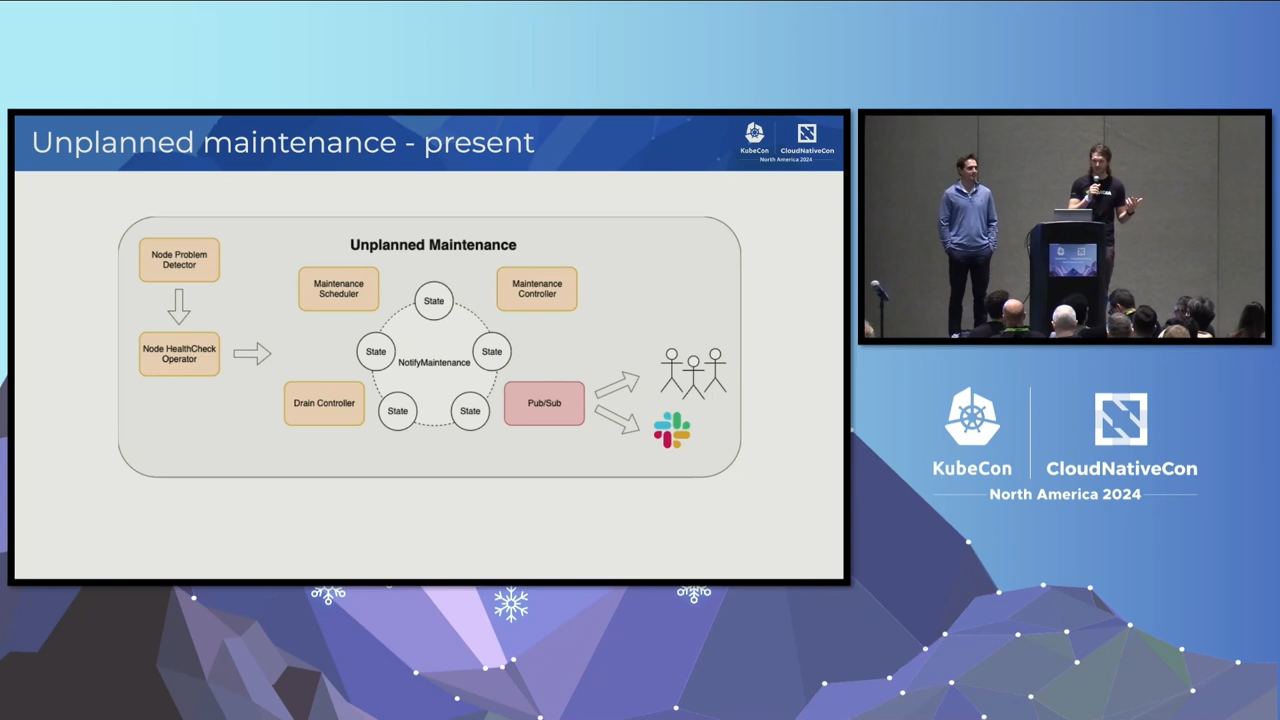 Unplanned maintenance - present
KubeCon
CloudNativeCon
North America 2024
Unplanned Maintenance
Node Problem
Detector
Maintenance
Scheduler
Maintenance
Controller
State
Node HealthCheck
Operator
State
NotifyMaintenance
State
Drain Controller
State
State
Pub/Sub
KubeCon
CloudNativeCon
North America 2024